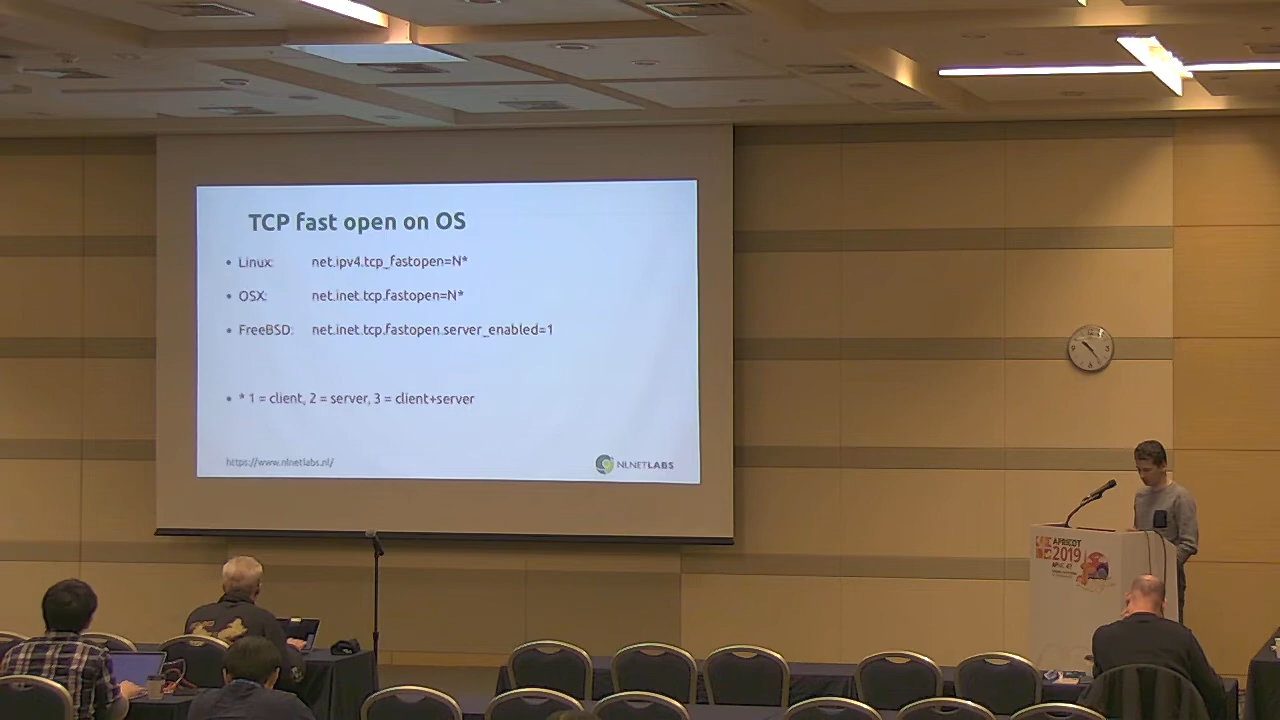 TCP fast open on OS
• Linux: net.ipv4.tcp_fastopen=N*
• OSX: net.inet.tcp.fastopen=N*
• FreeBSD: net.inet.tcp.fastopen.server_enabled=1
• * 1 = client, 2 = server, 3 = client+server
https://www.nlnetlabs.nl/
NLNETLABS
APRICOT
2019